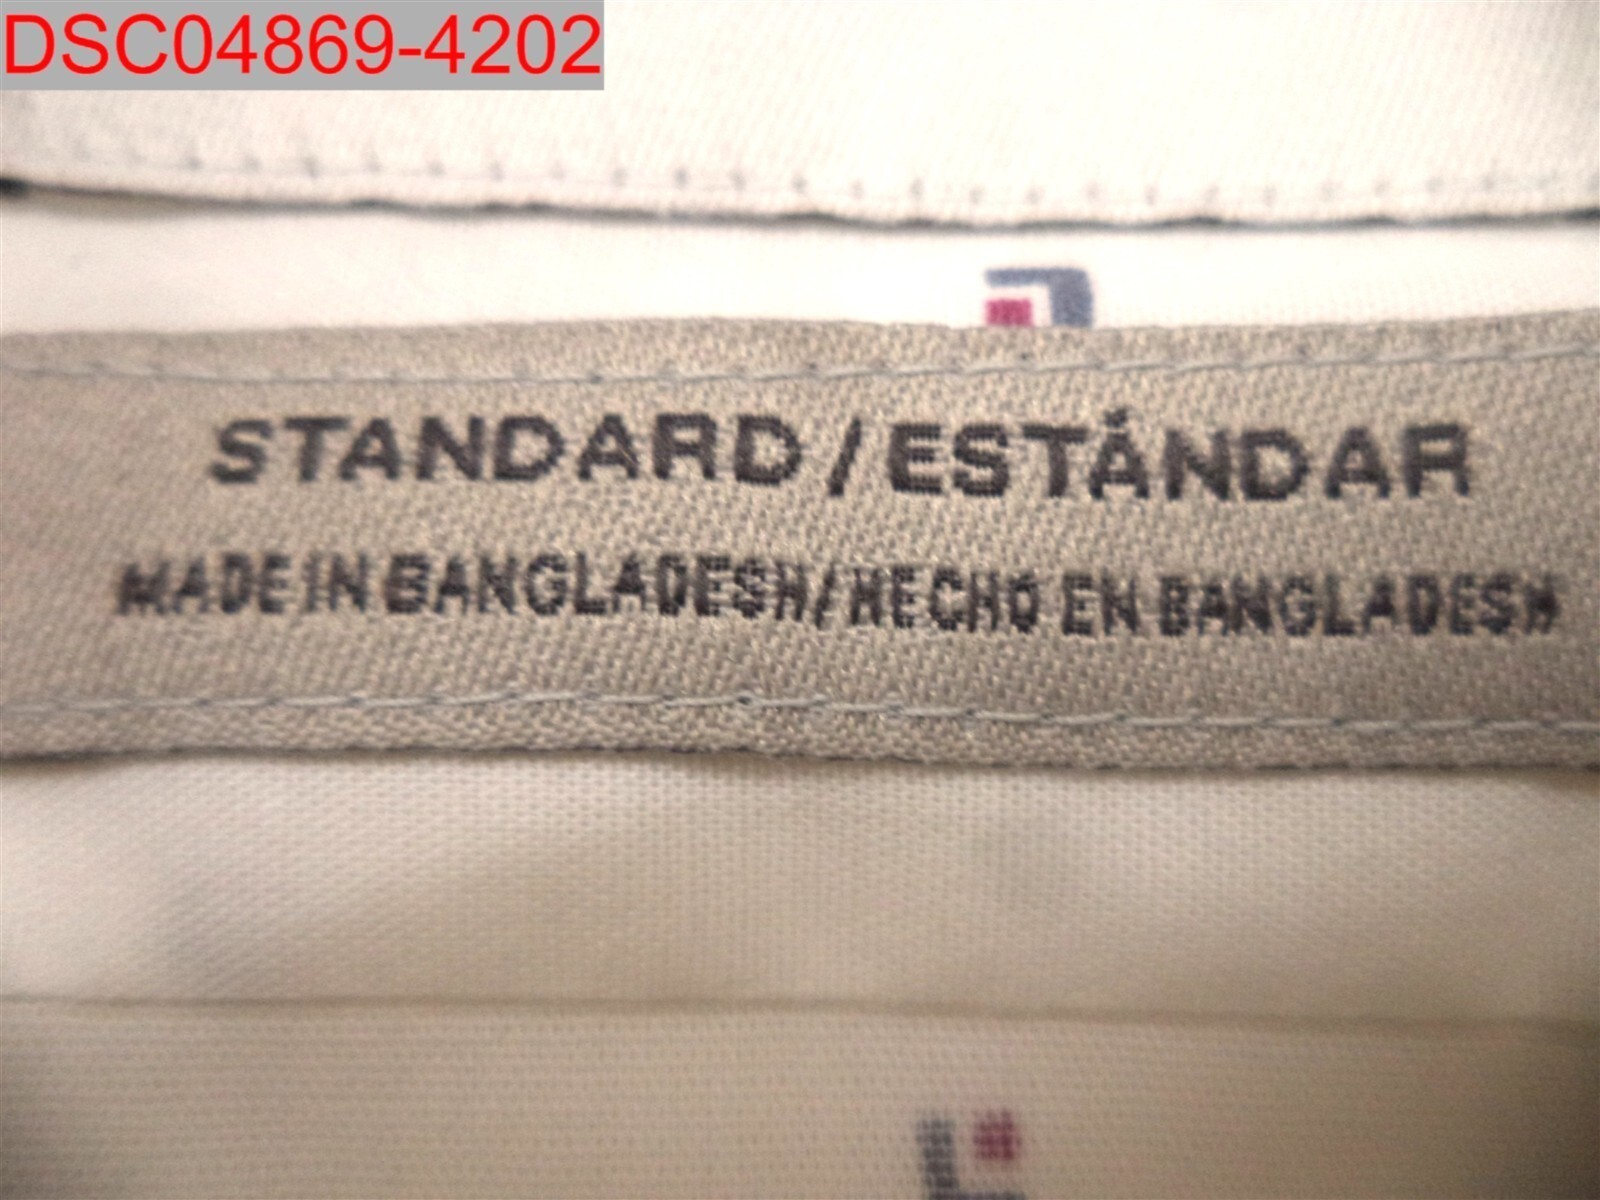 DSC04869-4202
STANDARD/ESTÁNDAR
MADE IN BANGLADESH/HECHO EN BANGLADESH